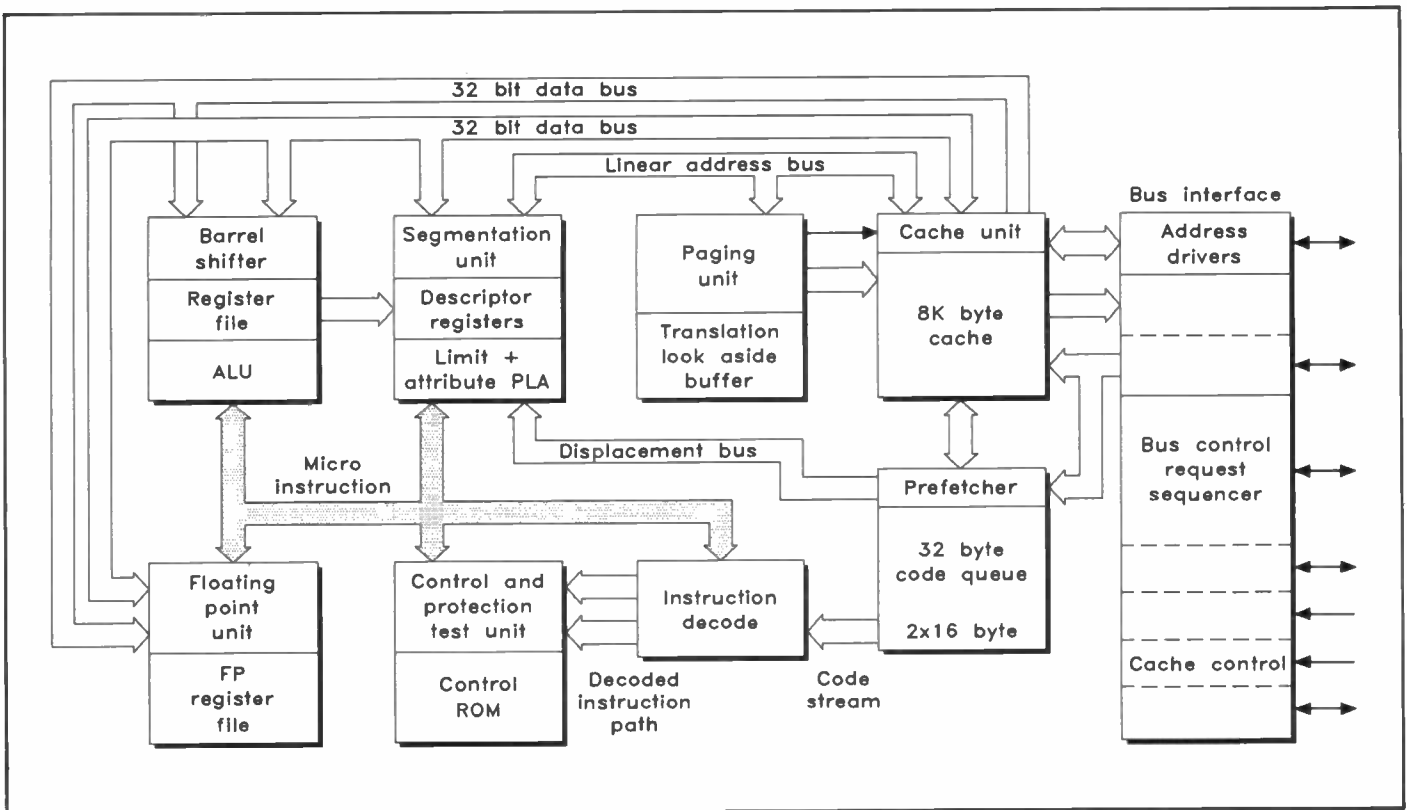 32 bit data bus
32 bit data bus
Linear address bus
Bus interface
Barrel
shifter
Register
file
ALU
Segmentation
unit
Descriptor
registers
Limit +
attribute PLA
Paging
unit
Translation
look aside
buffer
Cache unit
8K byte
cache
Address
drivers
Bus control
request
sequencer
Cache control
Micro
instruction
Displacement bus
Prefetcher
32 byte
code queue
2x16 byte
Floating
point
unit
FP
register
file
Control and
protection
test unit
Control
ROM
Instruction
decode
Decoded
instruction
path
Code
stream